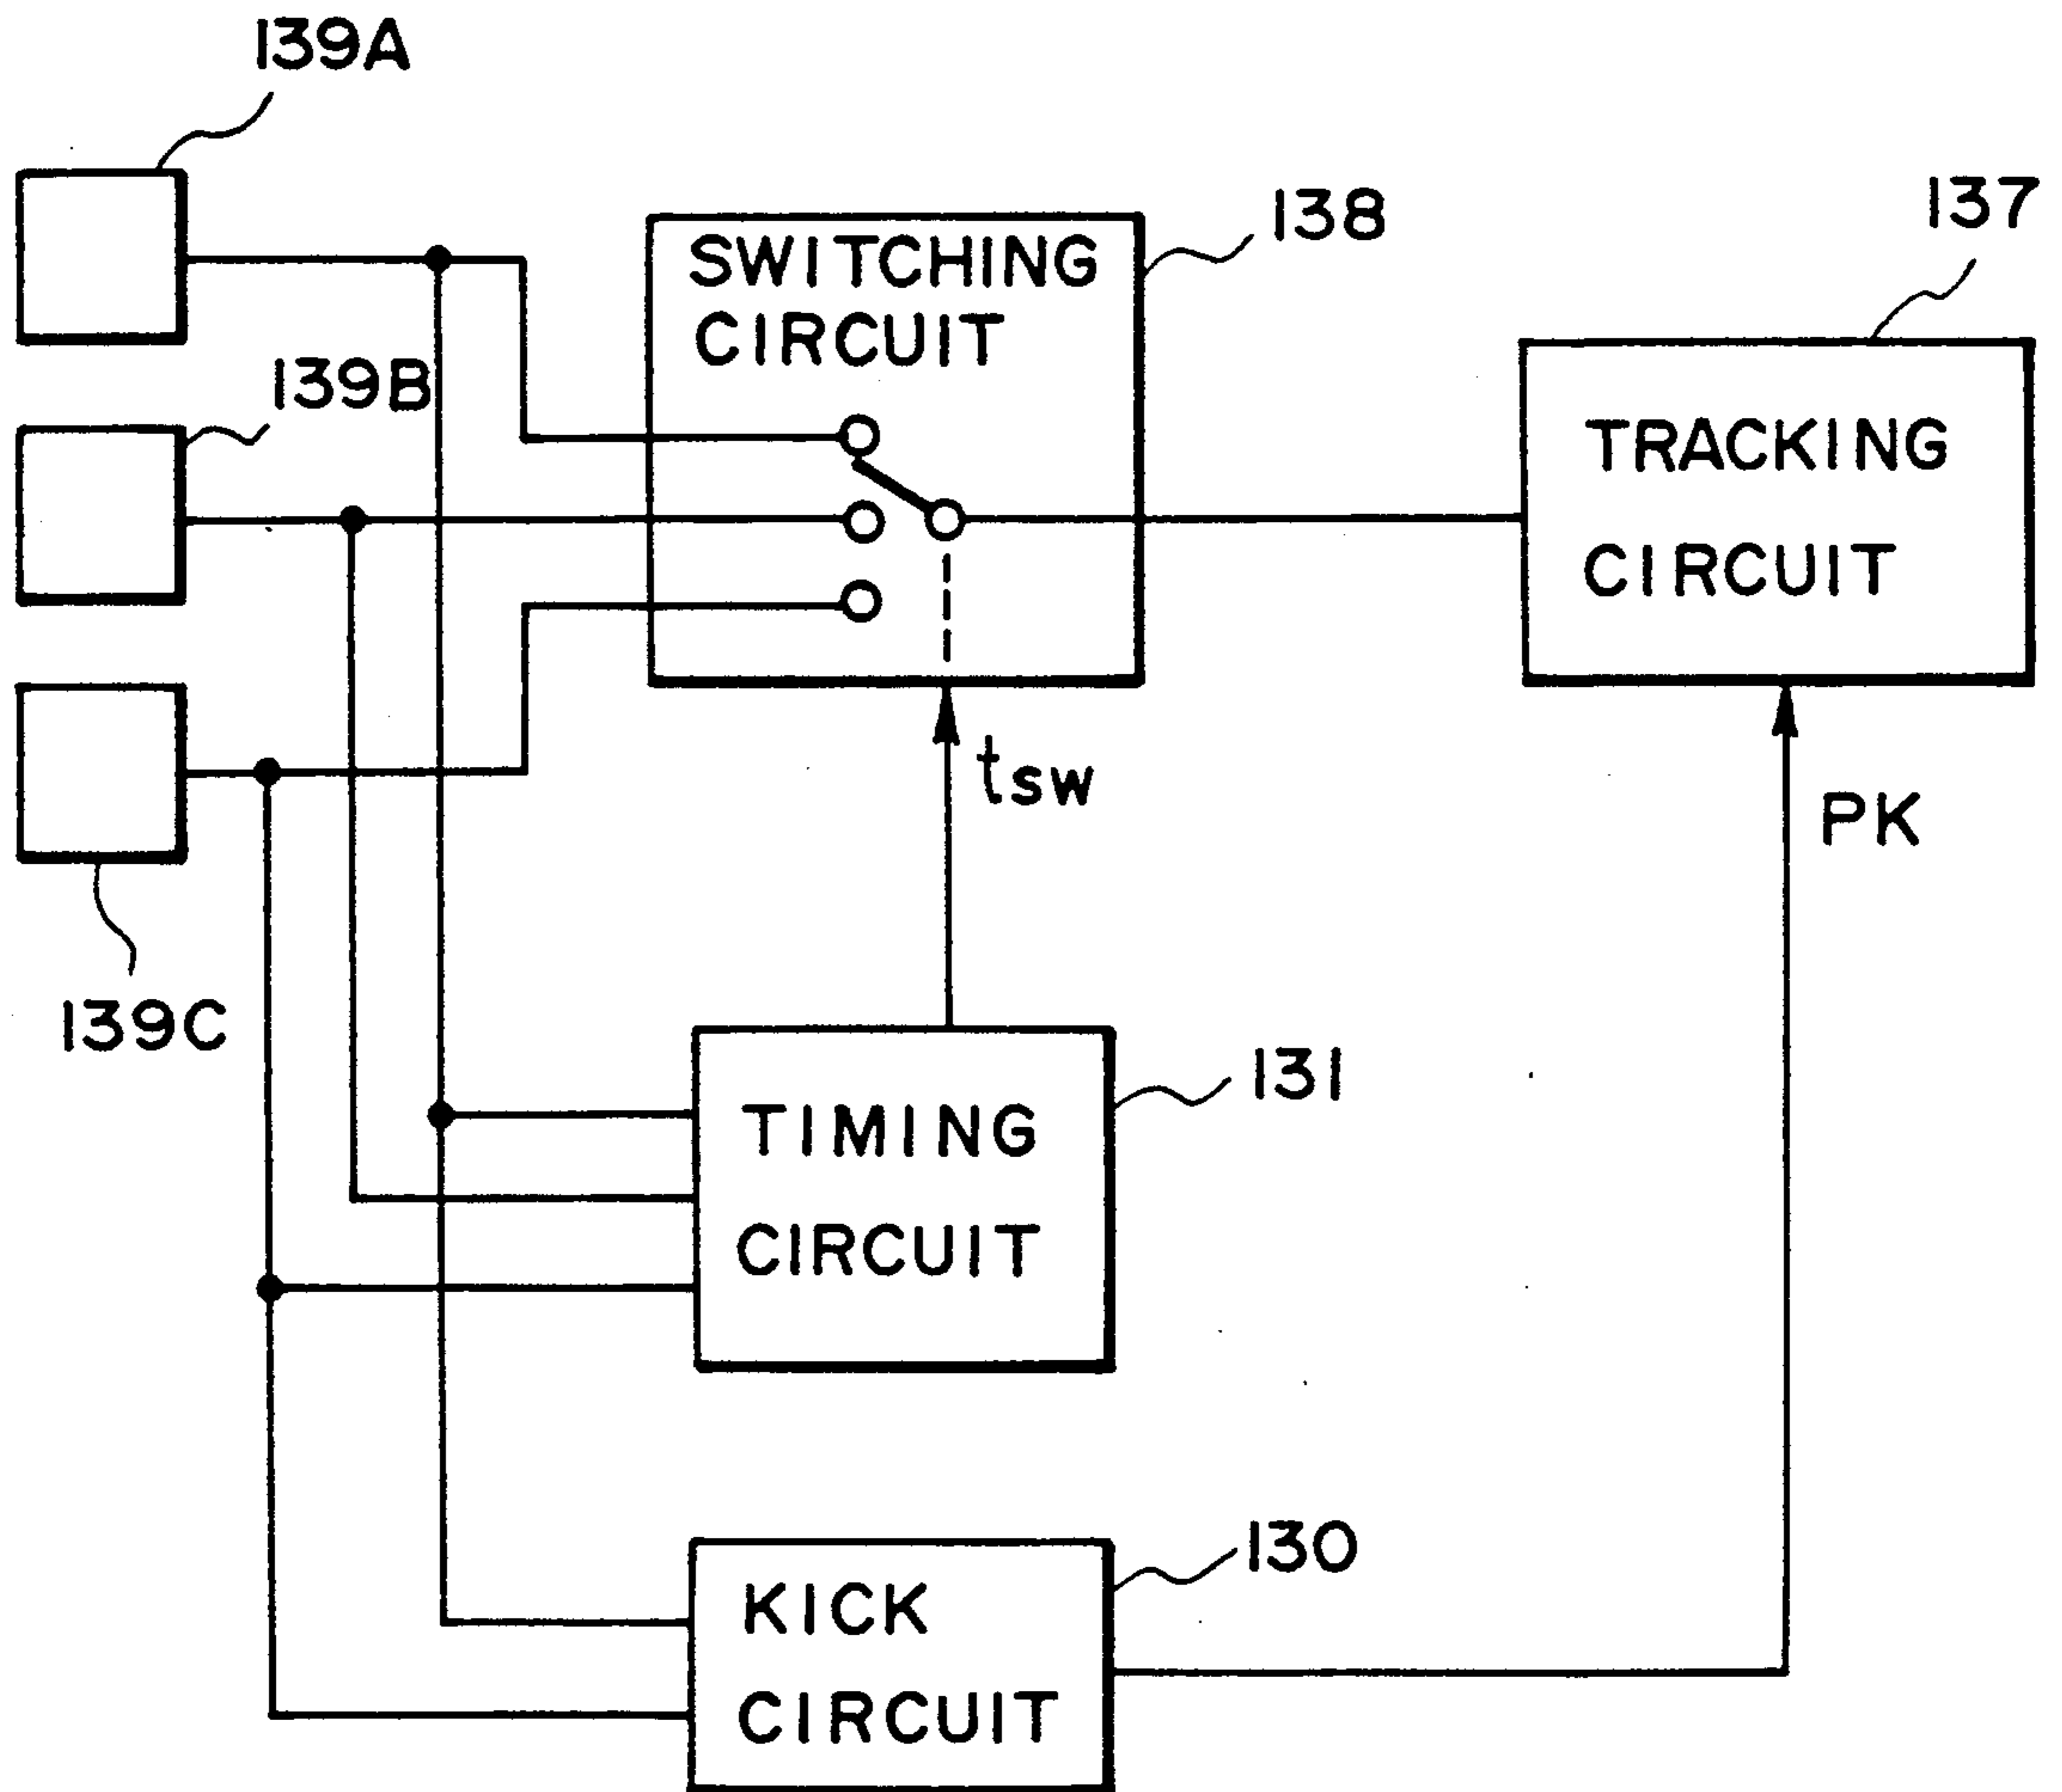 139A
139B
139C
SWITCHING
CIRCUIT
138
137
TRACKING
CIRCUIT
tsw
PK
TIMING
CIRCUIT
131
KICK
CIRCUIT
130